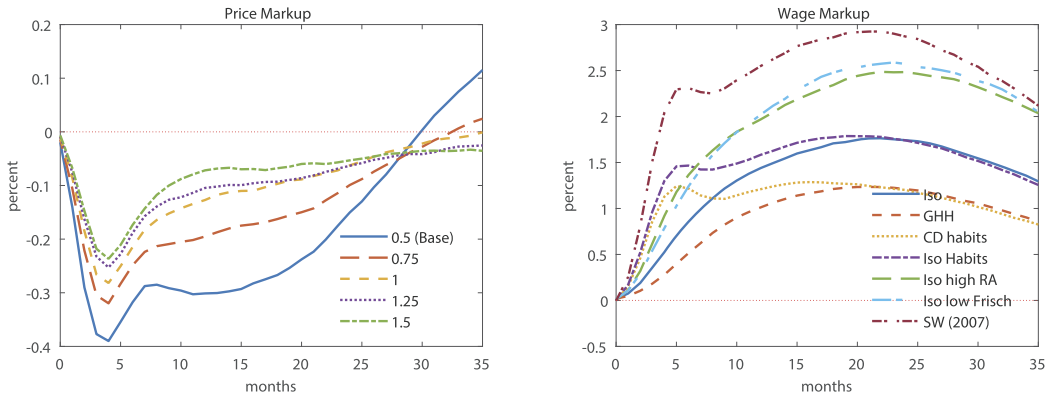 Price Markup
0.2
0.1
0
-0.1
-0.2
-0.3
-0.4
percent
0 5 10 15 20 25 30 35
months
0.5 (Base)
0.75
1
1.25
1.5
Wage Markup
3
2.5
2
1.5
1
0.5
0
-0.5
percent
0 5 10 15 20 25 30 35
months
Iso
GHH
CD habits
Iso Habits
Iso high RA
Iso low Frisch
SW (2007)